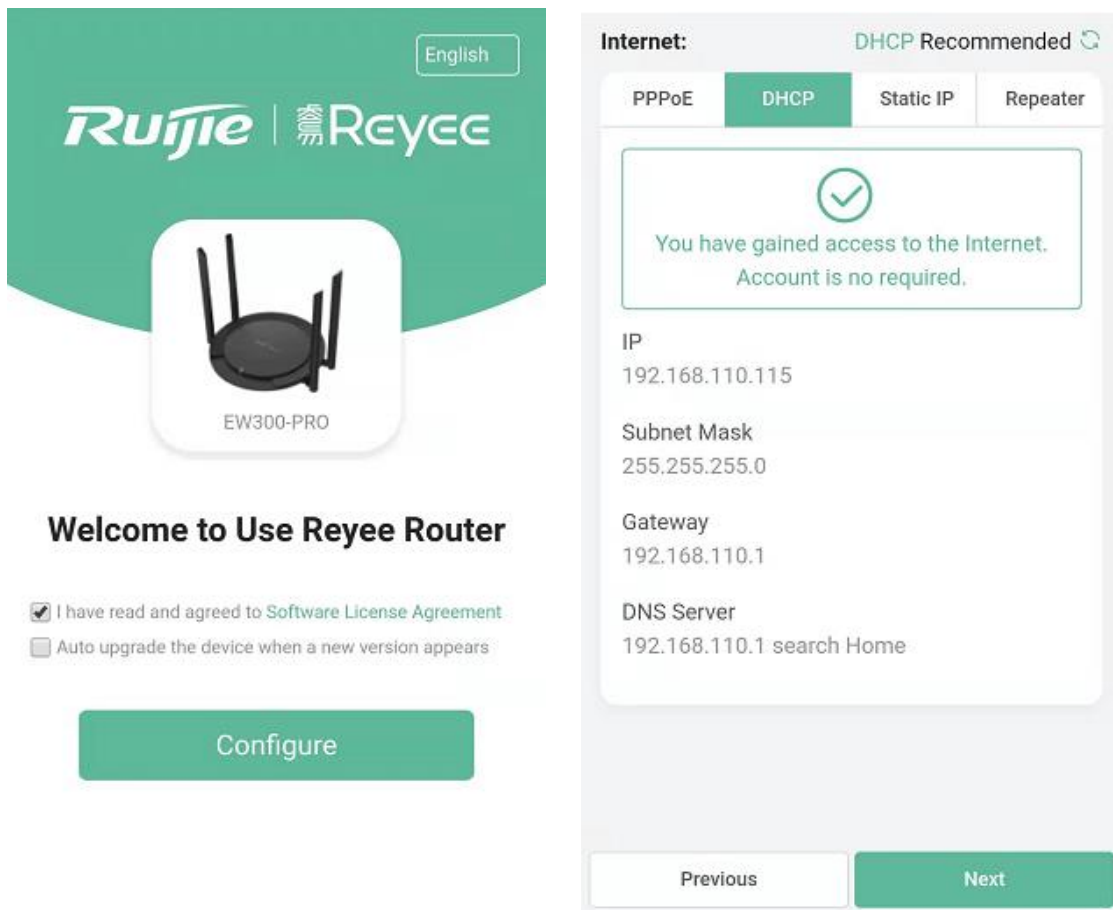 English
Ruijie | 睿易 Reyee
EW300-PRO
Welcome to Use Reyee Router
I have read and agreed to Software License Agreement
Auto upgrade the device when a new version appears
Configure
Internet:
DHCP Recommended
PPPoE
DHCP
Static IP
Repeater
You have gained access to the Internet.
Account is no required.
IP
192.168.110.115
Subnet Mask
255.255.255.0
Gateway
192.168.110.1
DNS Server
192.168.110.1 search Home
Previous
Next